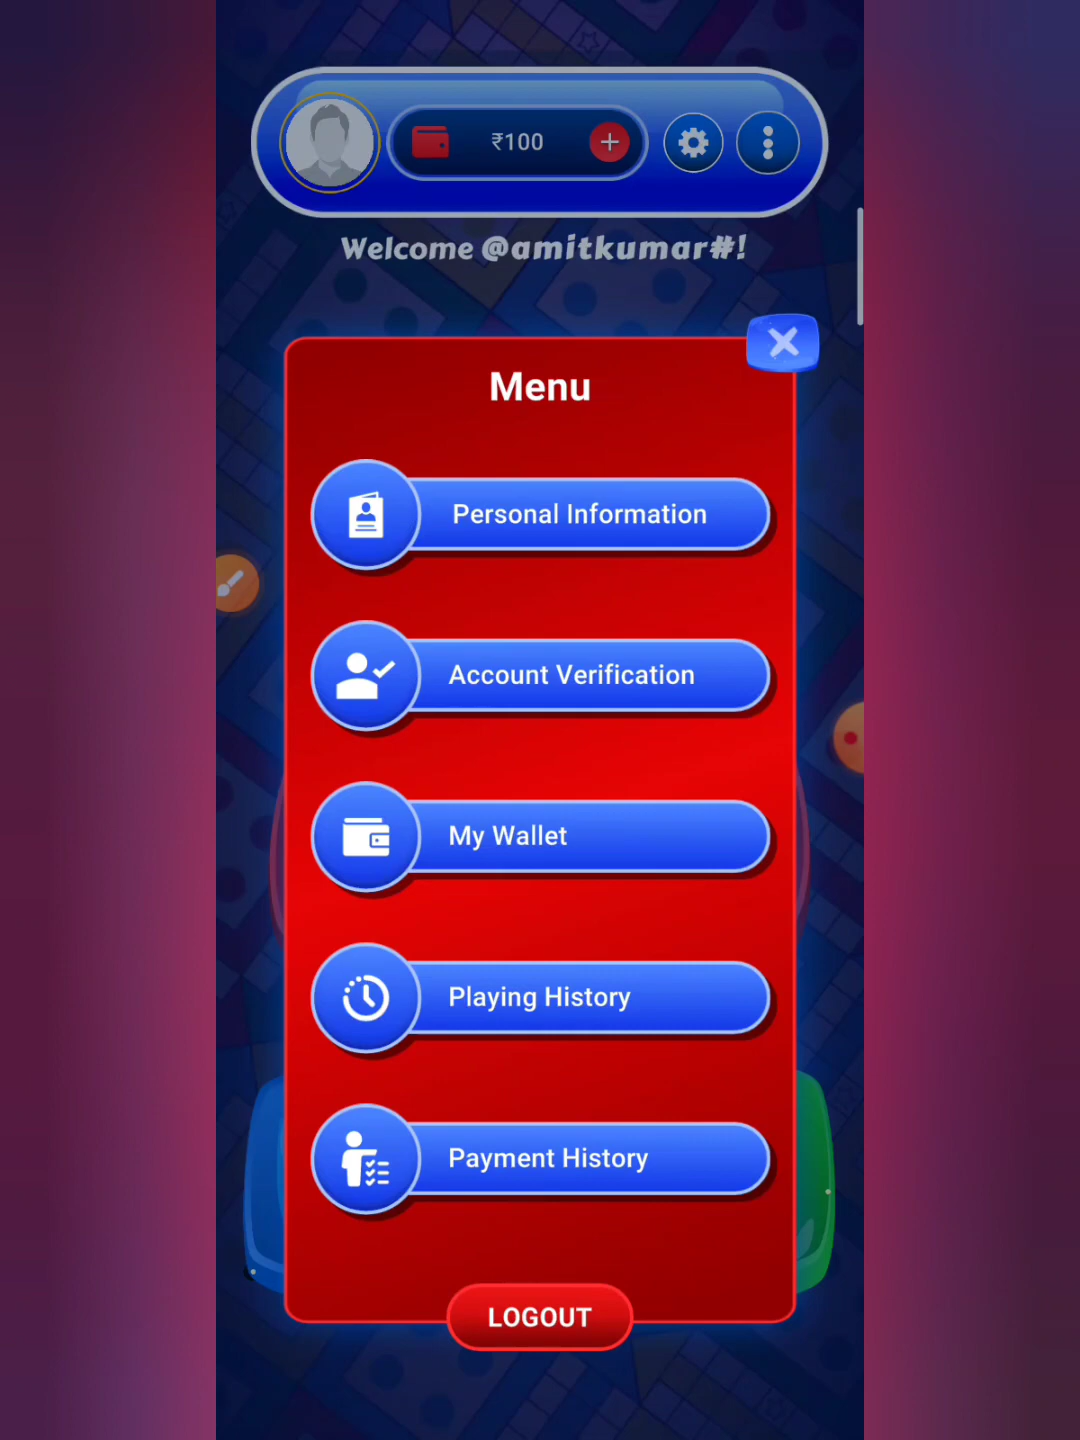 ₹100
Welcome @amitkumar#!
Menu
Personal Information
Account Verification
My Wallet
Playing History
Payment History
LOGOUT